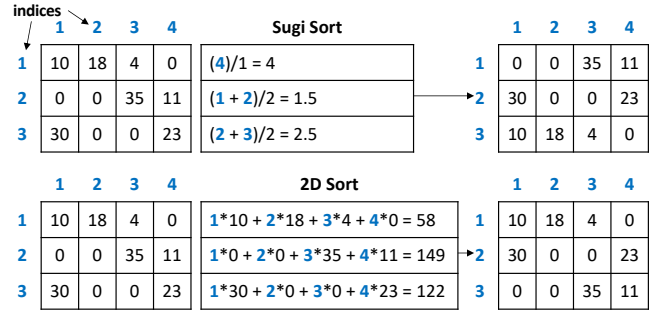 indices
1 2 3 4 Sugi Sort 1 2 3 4
1 10 18 4 0 (4)/1 = 4 1 0 0 35 11
2 0 0 35 11 (1 + 2)/2 = 1.5 2 30 0 0 23
3 30 0 0 23 (2 + 3)/2 = 2.5 3 10 18 4 0
1 2 3 4 2D Sort 1 2 3 4
1 10 18 4 0 1*10 + 2*18 + 3*4 + 4*0 = 58 1 10 18 4 0
2 0 0 35 11 1*0 + 2*0 + 3*35 + 4*11 = 149 2 30 0 0 23
3 30 0 0 23 1*30 + 2*0 + 3*0 + 4*23 = 122 3 0 0 35 11